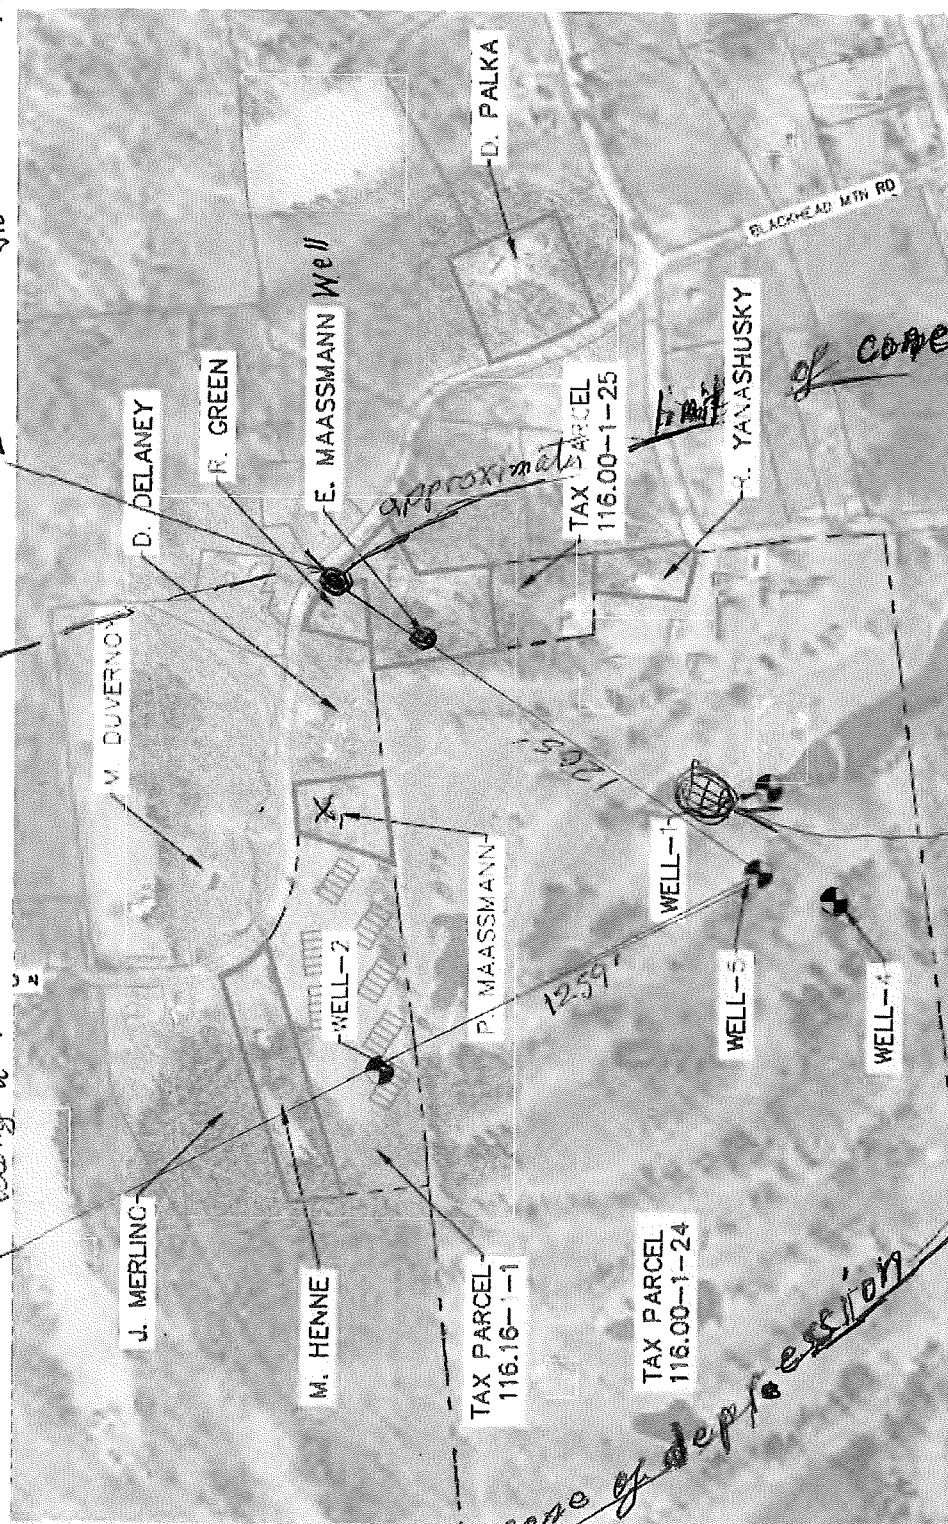 D. PALKA
BLACKHEAD MTN RD
E. MAASSMANN Well
R. GREEN
D. DELANEY
M. DUVERNO
TAX PARCEL
116.00-1-25
R. YANASHUSKY
approximate limit of cone
1205'
WELL-1
P. MAASSMANN
WELL-2
1259'
WELL-5
WELL-4
J. MERLINO
M. HENNE
TAX PARCEL
116.16-1-1
TAX PARCEL
116.00-1-24
cone of depression